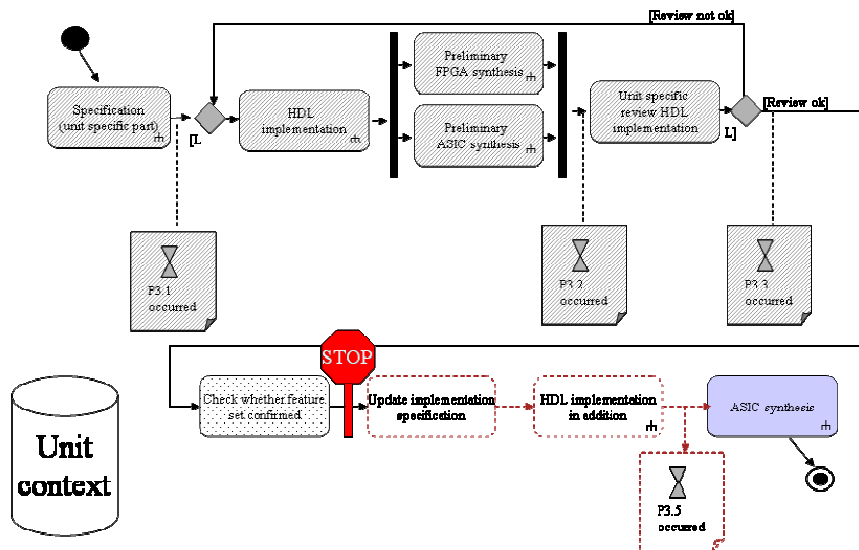 [Review not ok]
Preliminary
FPGA synthesis
Specification
(unit specific part)
[L
HDL
implementation
Preliminary
ASIC synthesis
Unit specific
review HDL
implementation
L]
[Review ok]
P3.1
occurred
P3.2
occurred
P3.3
occurred
STOP
Check whether feature
set confirmed
Update implementation
specification
HDL implementation
in addition
ASIC synthesis
Unit
context
P3.5
occurred